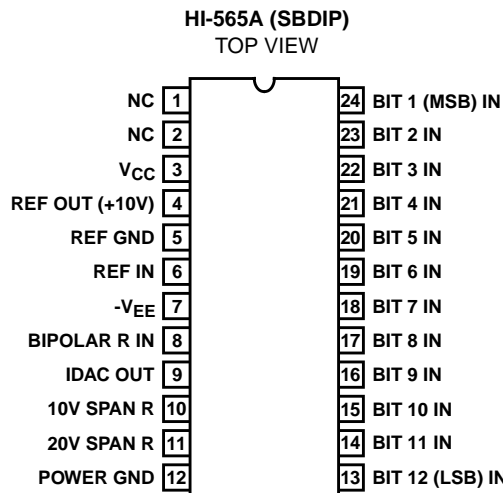 HI-565A (SBDIP)
TOP VIEW
NC 1 24 BIT 1 (MSB) IN
NC 2 23 BIT 2 IN
VCC 3 22 BIT 3 IN
REF OUT (+10V) 4 21 BIT 4 IN
REF GND 5 20 BIT 5 IN
REF IN 6 19 BIT 6 IN
-VEE 7 18 BIT 7 IN
BIPOLAR R IN 8 17 BIT 8 IN
IDAC OUT 9 16 BIT 9 IN
10V SPAN R 10 15 BIT 10 IN
20V SPAN R 11 14 BIT 11 IN
POWER GND 12 13 BIT 12 (LSB) IN